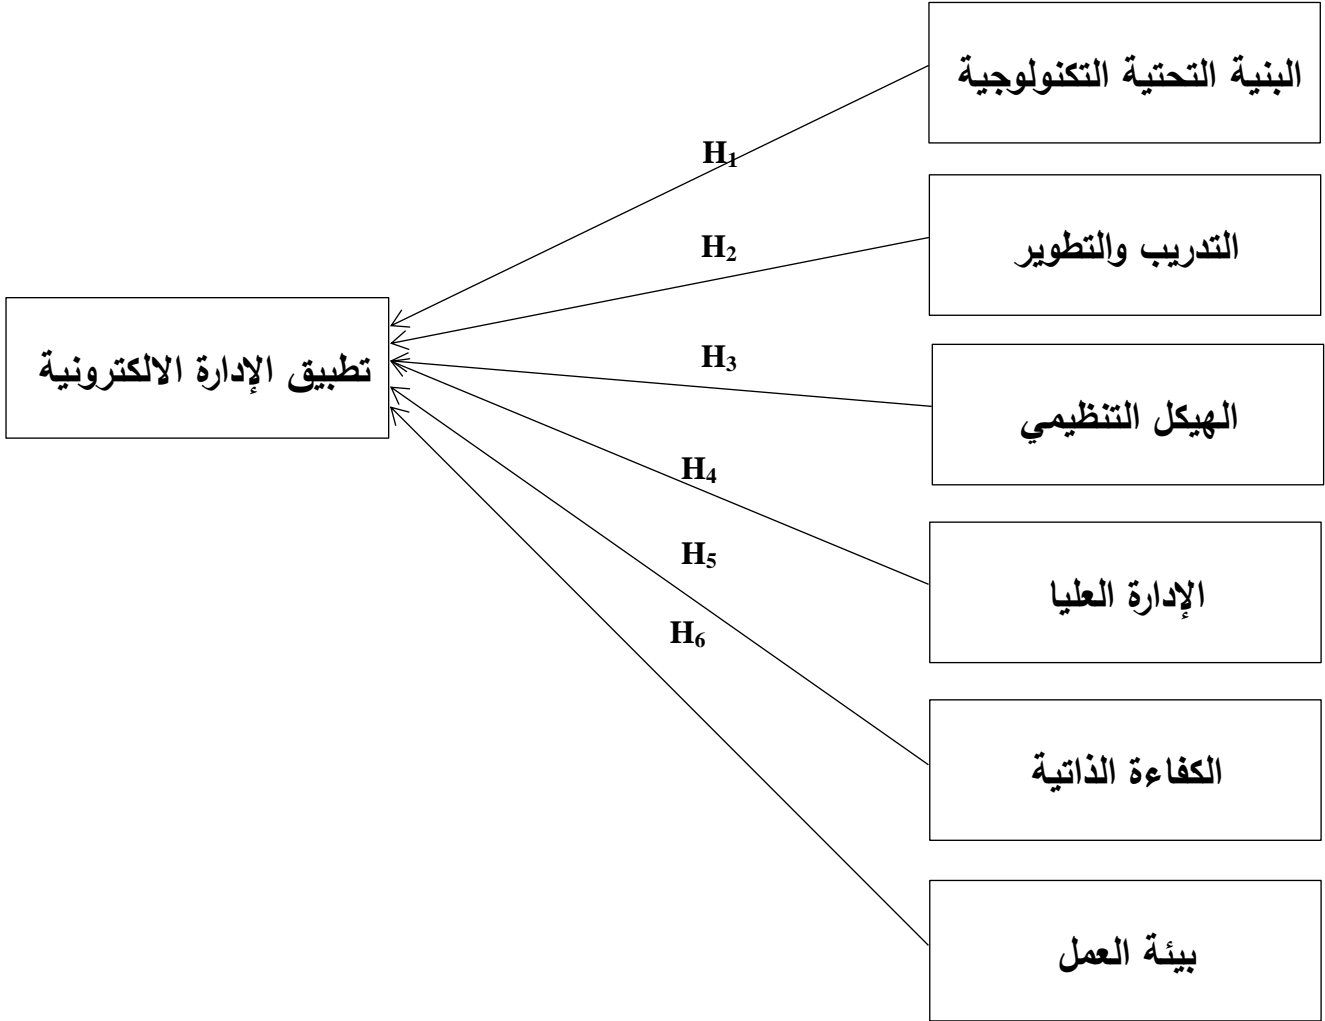 البنية التحتية التكنولوجية
H₁
التدريب والتطوير
H₂
الهيكل التنظيمي
H₃
تطبيق الإدارة الالكترونية
الإدارة العليا
H₄
الكفاءة الذاتية
H₅
بيئة العمل
H₆